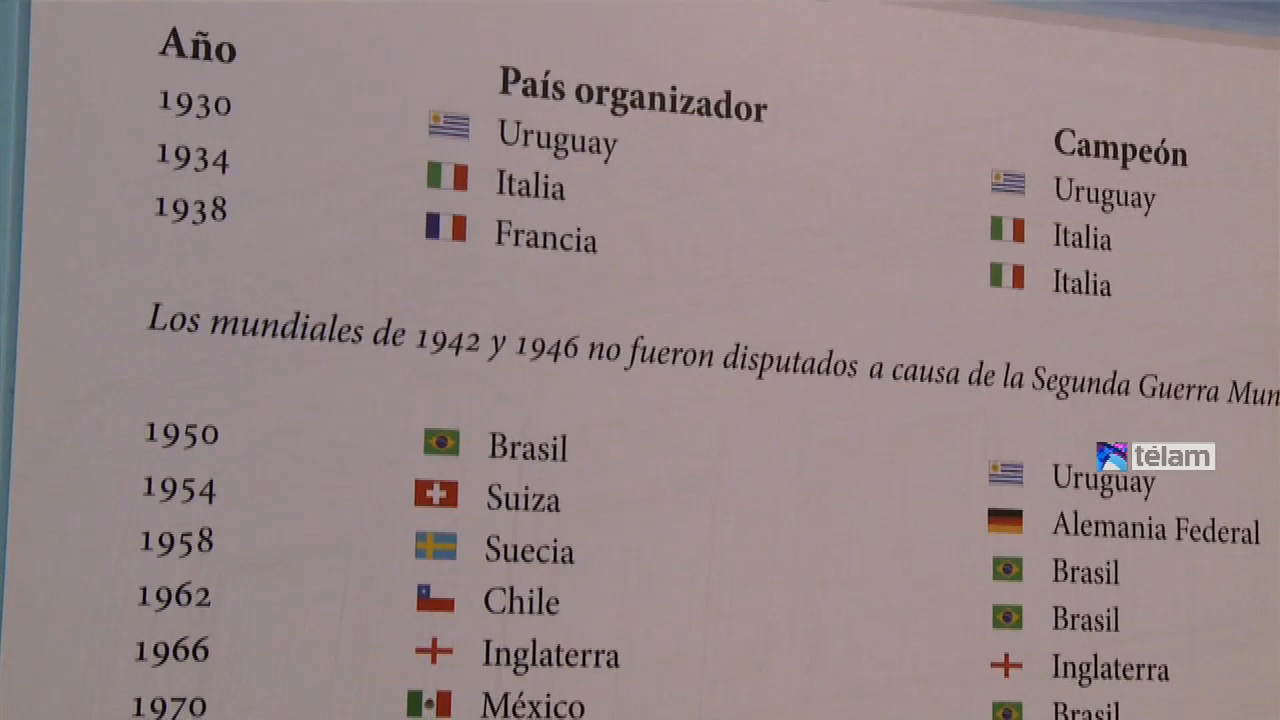 Año País organizador Campeón
1930 Uruguay Uruguay
1934 Italia Italia
1938 Francia Italia
Los mundiales de 1942 y 1946 no fueron disputados a causa de la Segunda Guerra Mun
1950 Brasil Uruguay
télam
1954 Suiza Alemania Federal
1958 Suecia Brasil
1962 Chile Brasil
1966 Inglaterra Inglaterra
1970 México Brasil